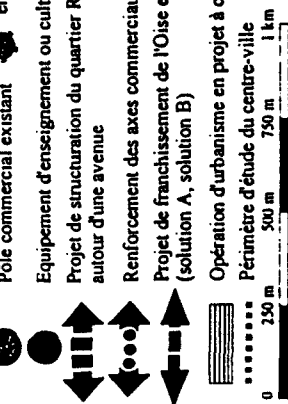 Pôle commercial existant
Equipement d'enseignement ou
Projet de structuration du quartier
autour d'une avenue
Renforcement des axes
Projet de franchissement de l'Oise
(solution A, solution B)
Opération d'urbanisme en projet à
Périmètre d'étude du centre-ville
0 250 m 500 m 750 m 1 km